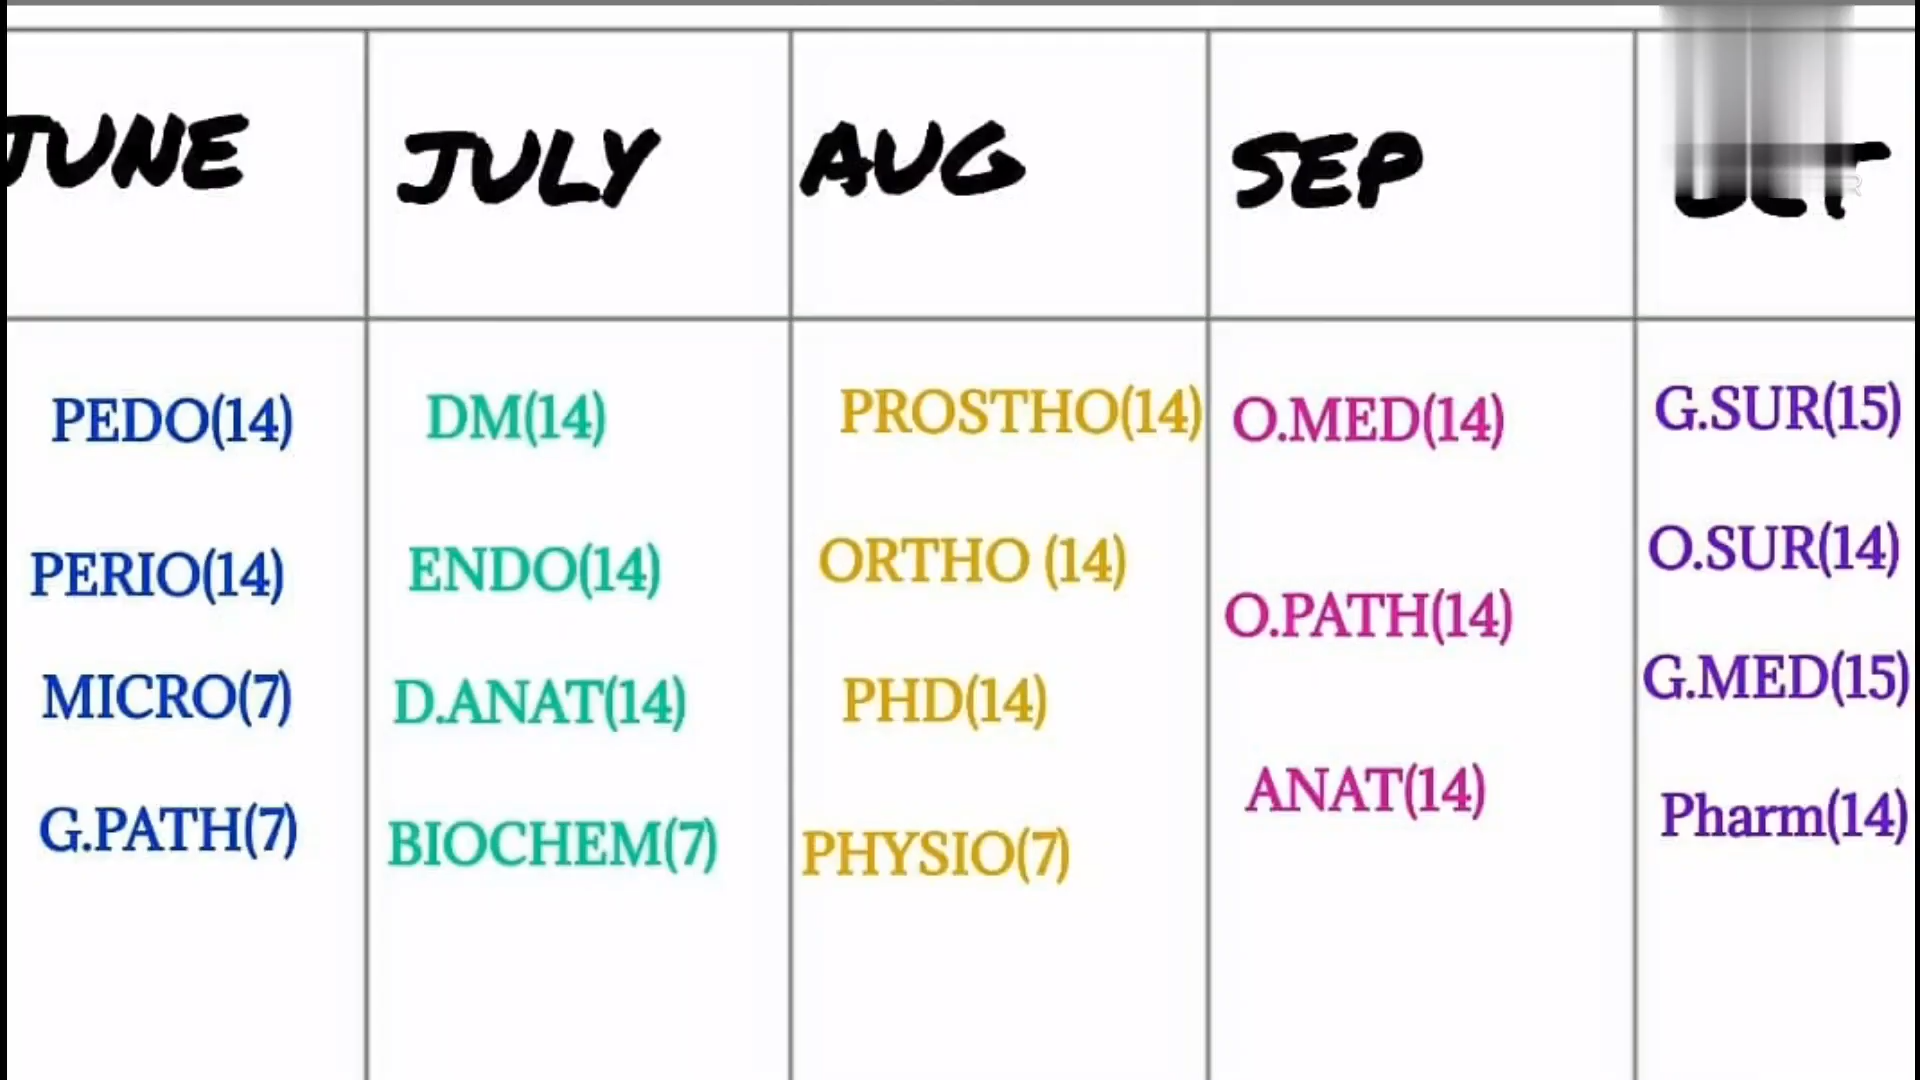 JUNE JULY AUG SEP OCT
PEDO(14) DM(14) PROSTHO(14) O.MED(14) G.SUR(15)
PERIO(14) ENDO(14) ORTHO (14) O.PATH(14) O.SUR(14)
MICRO(7) D.ANAT(14) PHD(14) ANAT(14) G.MED(15)
G.PATH(7) BIOCHEM(7) PHYSIO(7) Pharm(14)